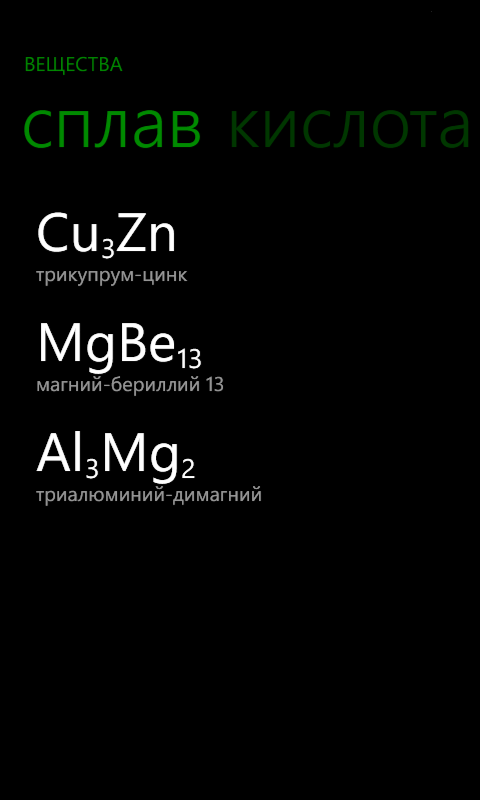 ВЕЩЕСТВА
сплав кислота
Cu₃Zn
трикупрум-цинк
MgBe₁₃
магний-бериллий 13
Al₃Mg₂
триалюминий-димагний